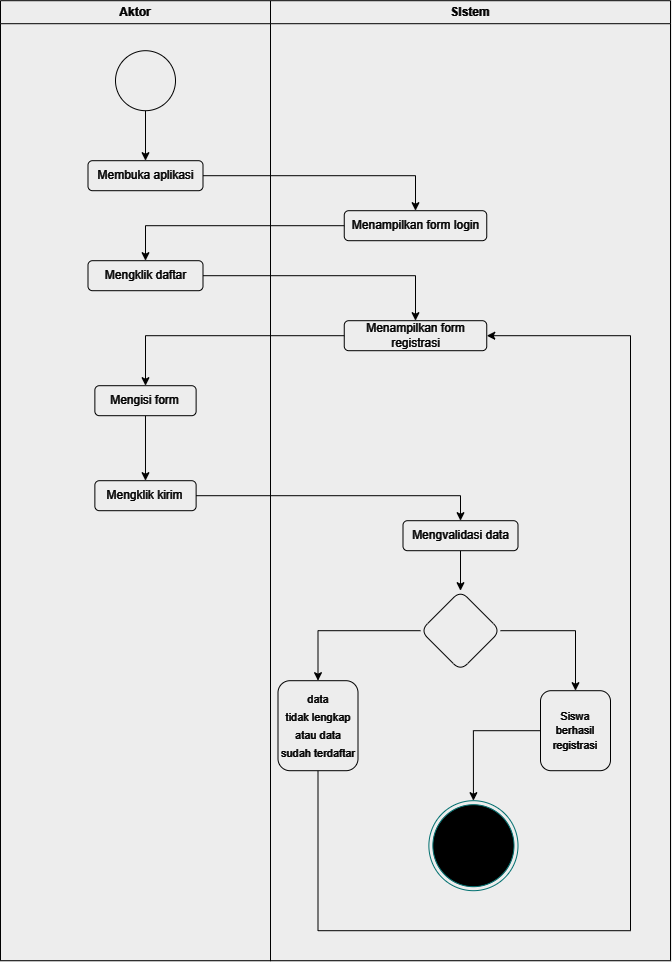 Aktor
Sistem
Membuka aplikasi
Menampilkan form login
Mengklik daftar
Menampilkan form
registrasi
Mengisi form
Mengklik kirim
Mengvalidasi data
data
tidak lengkap
atau data
sudah terdaftar
Siswa
berhasil
registrasi